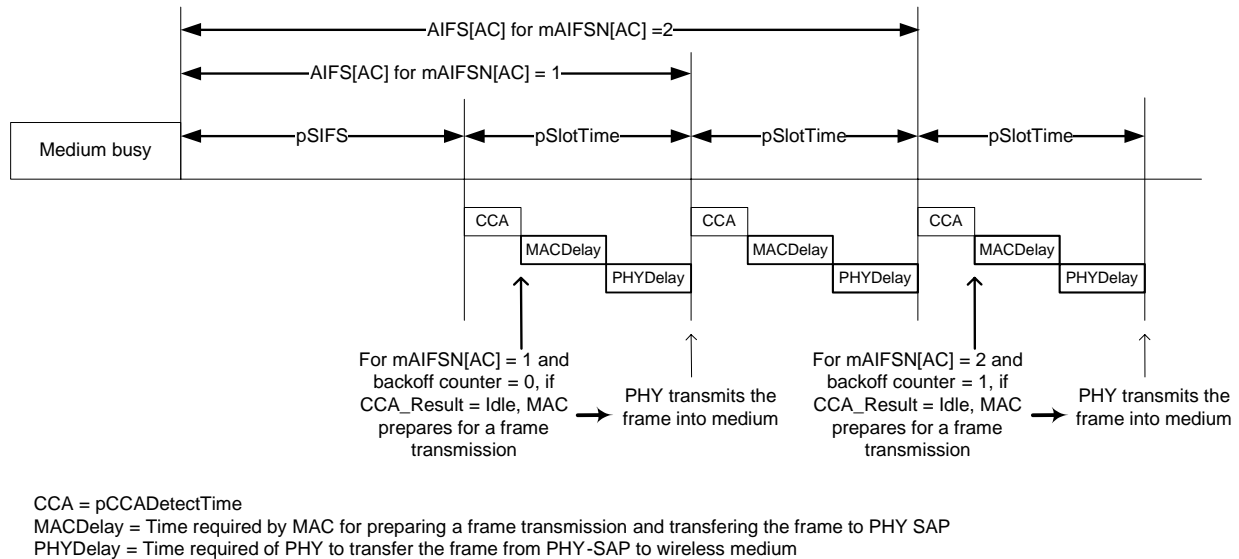 AIFS[AC] for mAIFSN[AC] =2
AIFS[AC] for mAIFSN[AC] = 1
Medium busy
pSIFS
pSlotTime
pSlotTime
pSlotTime
CCA
MACDelay
PHYDelay
CCA
MACDelay
PHYDelay
CCA
MACDelay
PHYDelay
For mAIFSN[AC] = 1 and
backoff counter = 0, if
CCA_Result = Idle, MAC
prepares for a frame
transmission
PHY transmits the
frame into medium
For mAIFSN[AC] = 2 and
backoff counter = 1, if
CCA_Result = Idle, MAC
prepares for a frame
transmission
PHY transmits the
frame into medium
CCA = pCCADetectTime
MACDelay = Time required by MAC for preparing a frame transmission and transfering the frame to PHY SAP
PHYDelay = Time required of PHY to transfer the frame from PHY-SAP to wireless medium